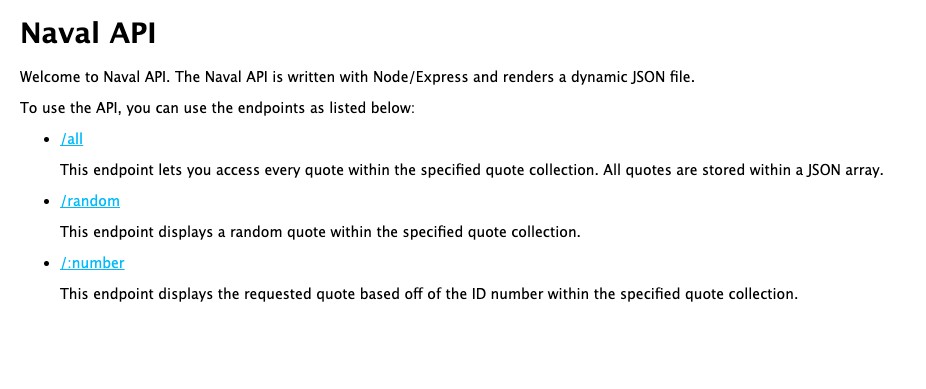 Naval API
Welcome to Naval API. The Naval API is written with Node/Express and renders a dynamic JSON file.
To use the API, you can use the endpoints as listed below:
• /all
This endpoint lets you access every quote within the specified quote collection. All quotes are stored within a JSON array.
• /random
This endpoint displays a random quote within the specified quote collection.
• /:number
This endpoint displays the requested quote based off of the ID number within the specified quote collection.